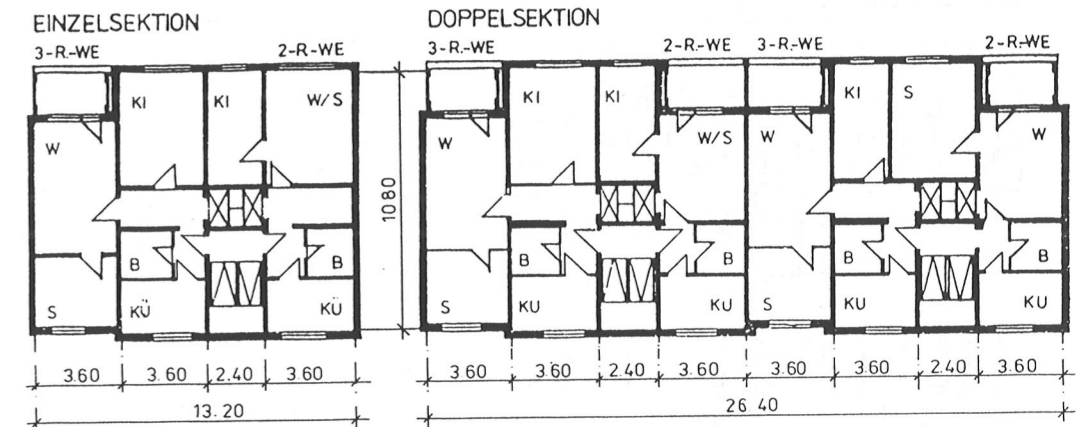 EINZELSEKTION
DOPPELSEKTION
3-R.-WE 2-R-WE
3-R.-WE 2-R-WE 3-R.-WE 2-R-WE
KI KI W/S
W
B B
S KÜ KÜ
1080
KI KI KI S
W W/S W W
B B B B
S KU KU S KU KU
3.60 3.60 2.40 3.60
3.60 3.60 2.40 3.60 3.60 3.60 2.40 3.60
13.20
26.40